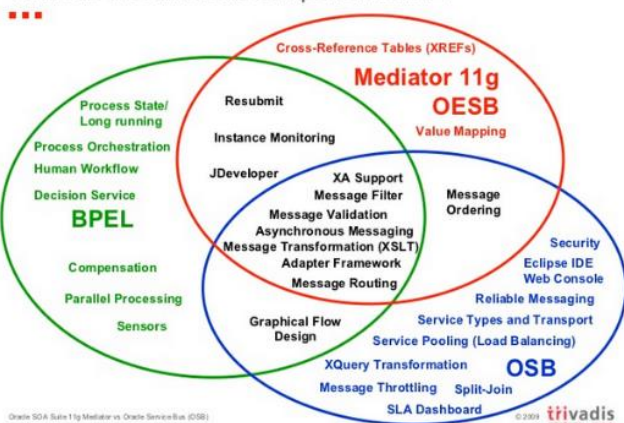 Cross-Reference Tables (XREFs)
Mediator 11g
OESB
Value Mapping
Process State/
Long running
Process Orchestration
Human Workflow
Decision Service
BPEL
Compensation
Parallel Processing
Sensors
Resubmit
Instance Monitoring
JDeveloper
XA Support
Message Filter
Message Validation
Asynchronous Messaging
Message Transformation (XSLT)
Adapter Framework
Message Routing
Message
Ordering
Graphical Flow
Design
Security
Eclipse IDE
Web Console
Reliable Messaging
Service Types and Transport
Service Pooling (Load Balancing)
XQuery Transformation
OSB
Message Throttling
Split-Join
SLA Dashboard
Oracle SOA Suite 11g Mediator vs Oracle Service Bus (OSB)
© 2009 trivadis